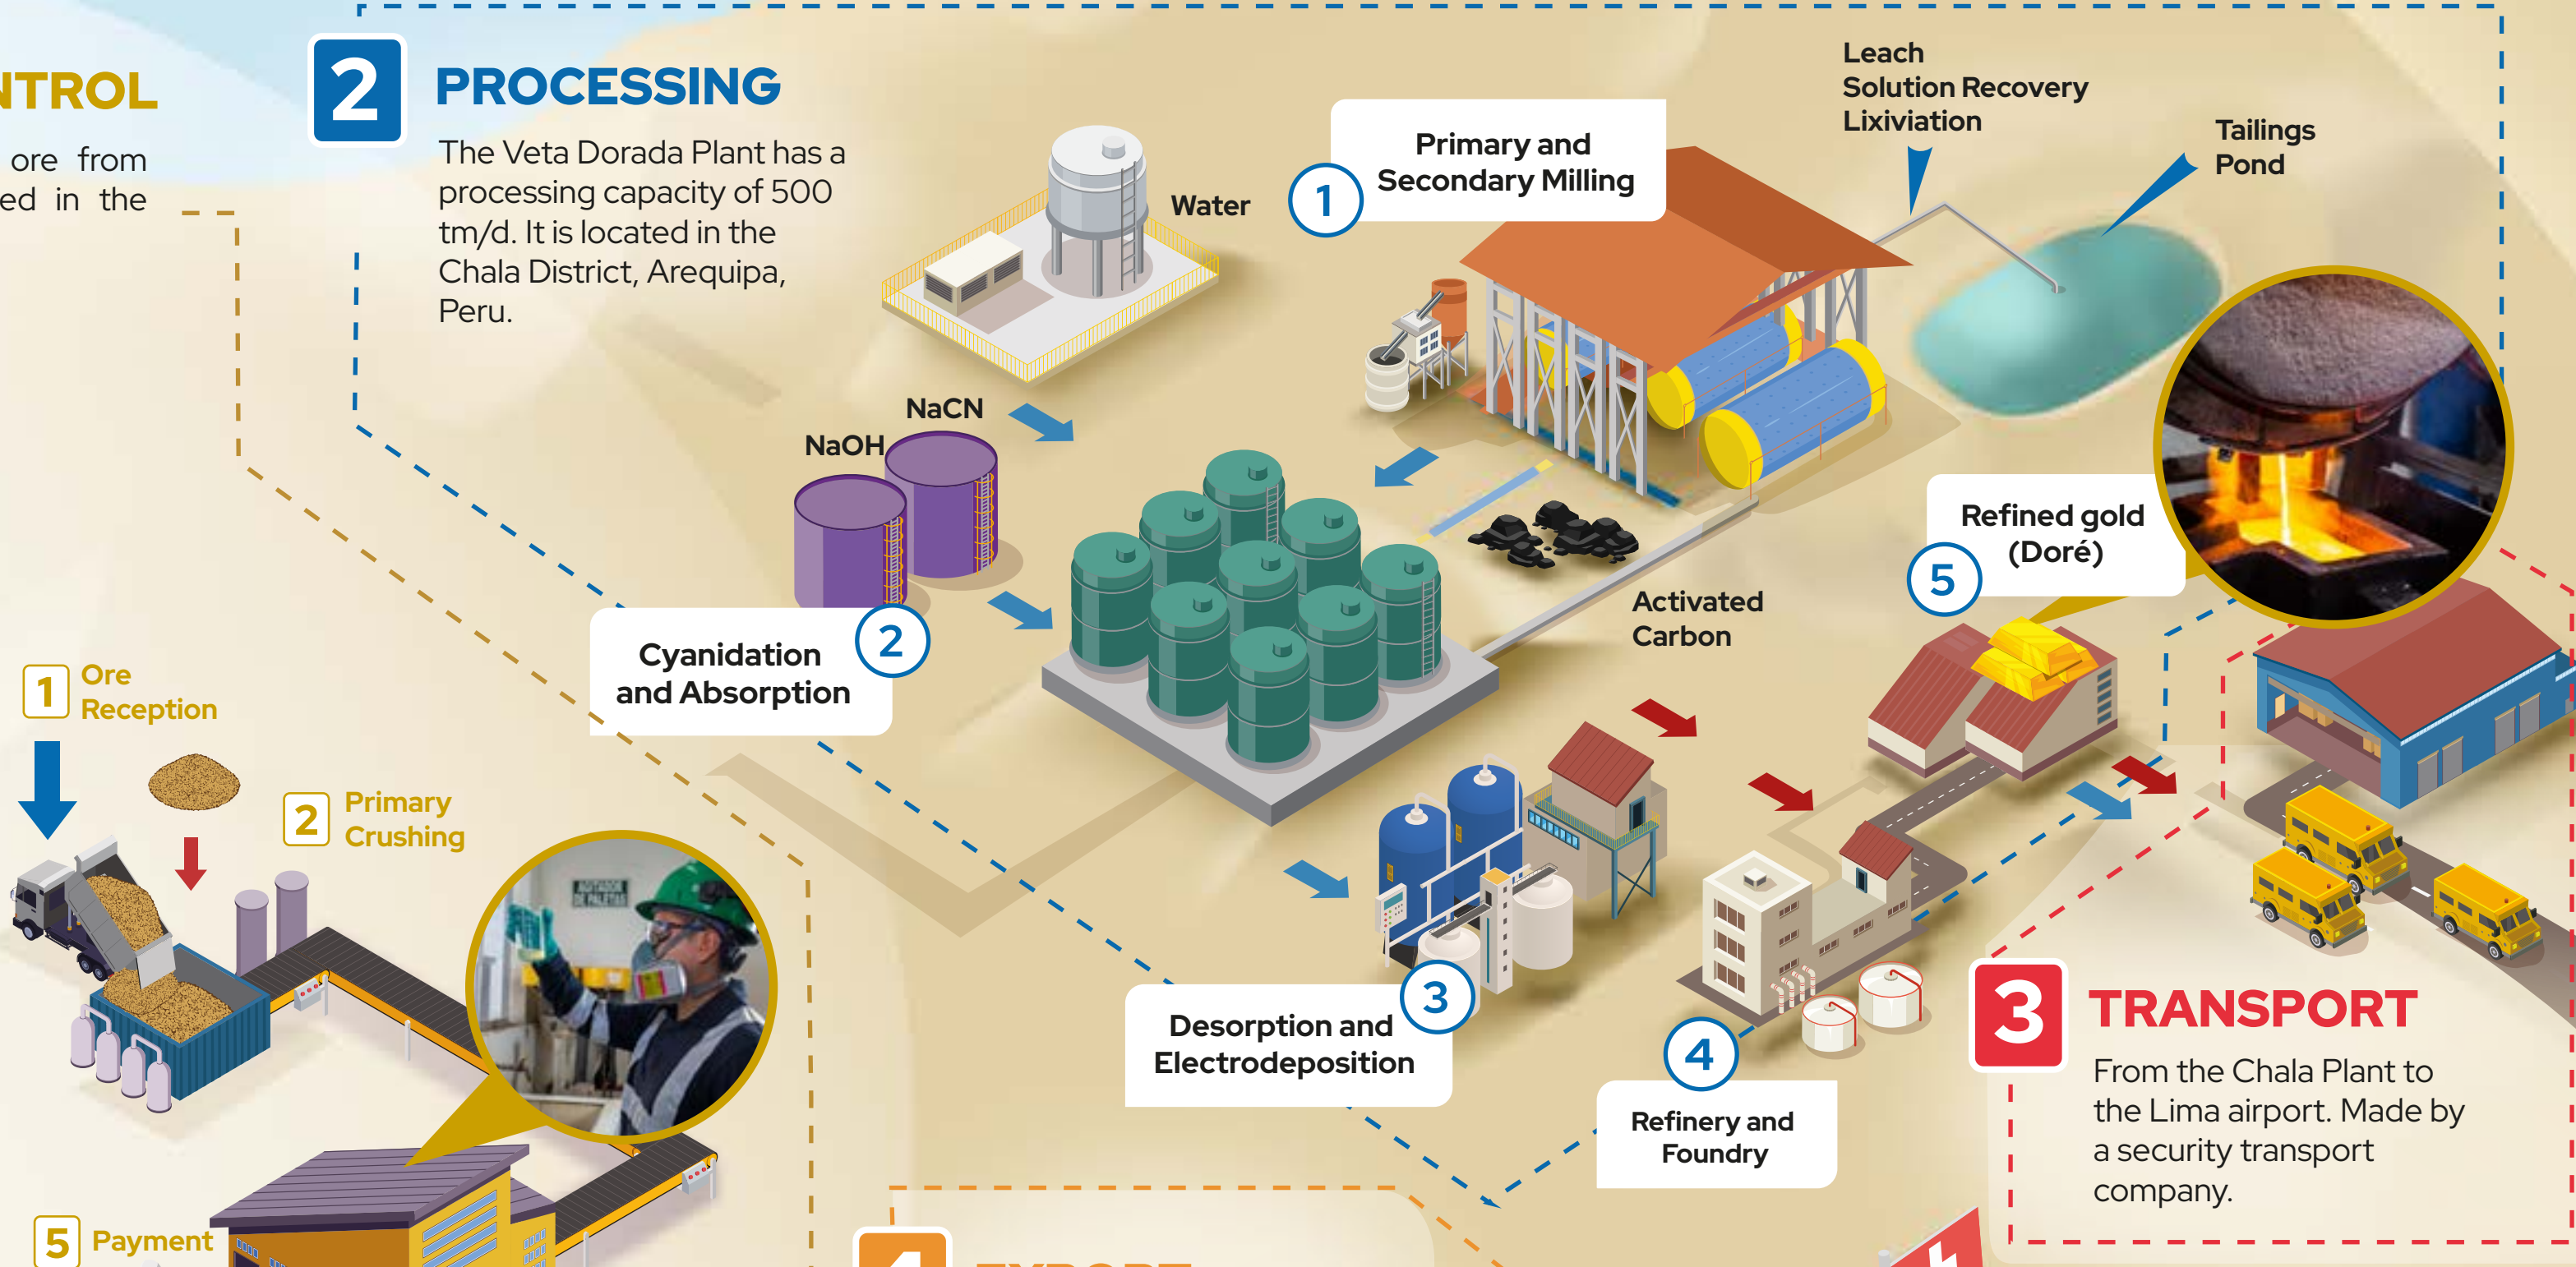 NTROL
ore from
ed in the
2
PROCESSING
The Veta Dorada Plant has a
processing capacity of 500
tm/d. It is located in the
Chala District, Arequipa,
Peru.
Water
1
Primary and
Secondary Milling
Leach
Solution Recovery
Lixiviation
Tailings
Pond
NaCN
NaOH
Cyanidation
and Absorption
2
Activated
Carbon
Refined gold
(Doré)
5
1
Ore
Reception
2
Primary
Crushing
AGITADOR
DE PALETAS
Desorption and
Electrodeposition
3
4
Refinery and
Foundry
3
TRANSPORT
From the Chala Plant to
the Lima airport. Made by
a security transport
company.
5
Payment